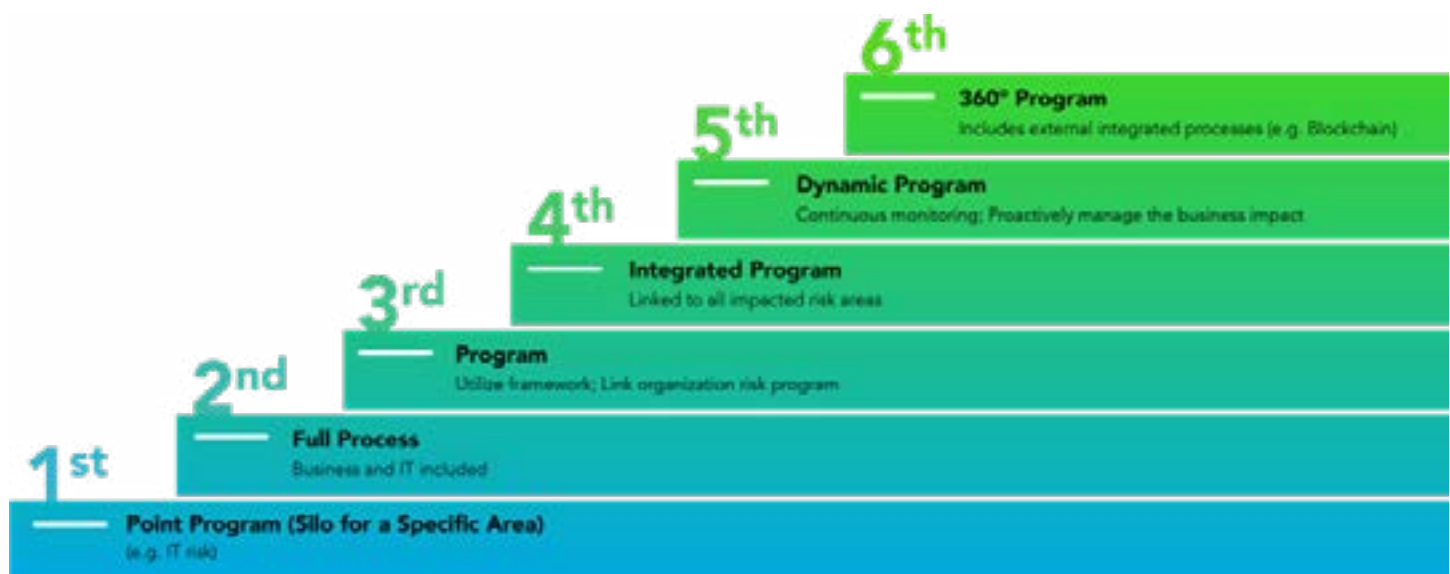 6th
360° Program
Includes external integrated processes (e.g. Blockchain)
5th
Dynamic Program
Continuous monitoring; Proactively manage the business impact
4th
Integrated Program
Linked to all impacted risk areas
3rd
Program
Utilize framework; Link organization risk program
2nd
Full Process
Business and IT included
1st
Point Program (Silo for a Specific Area)
(e.g. IT risk)